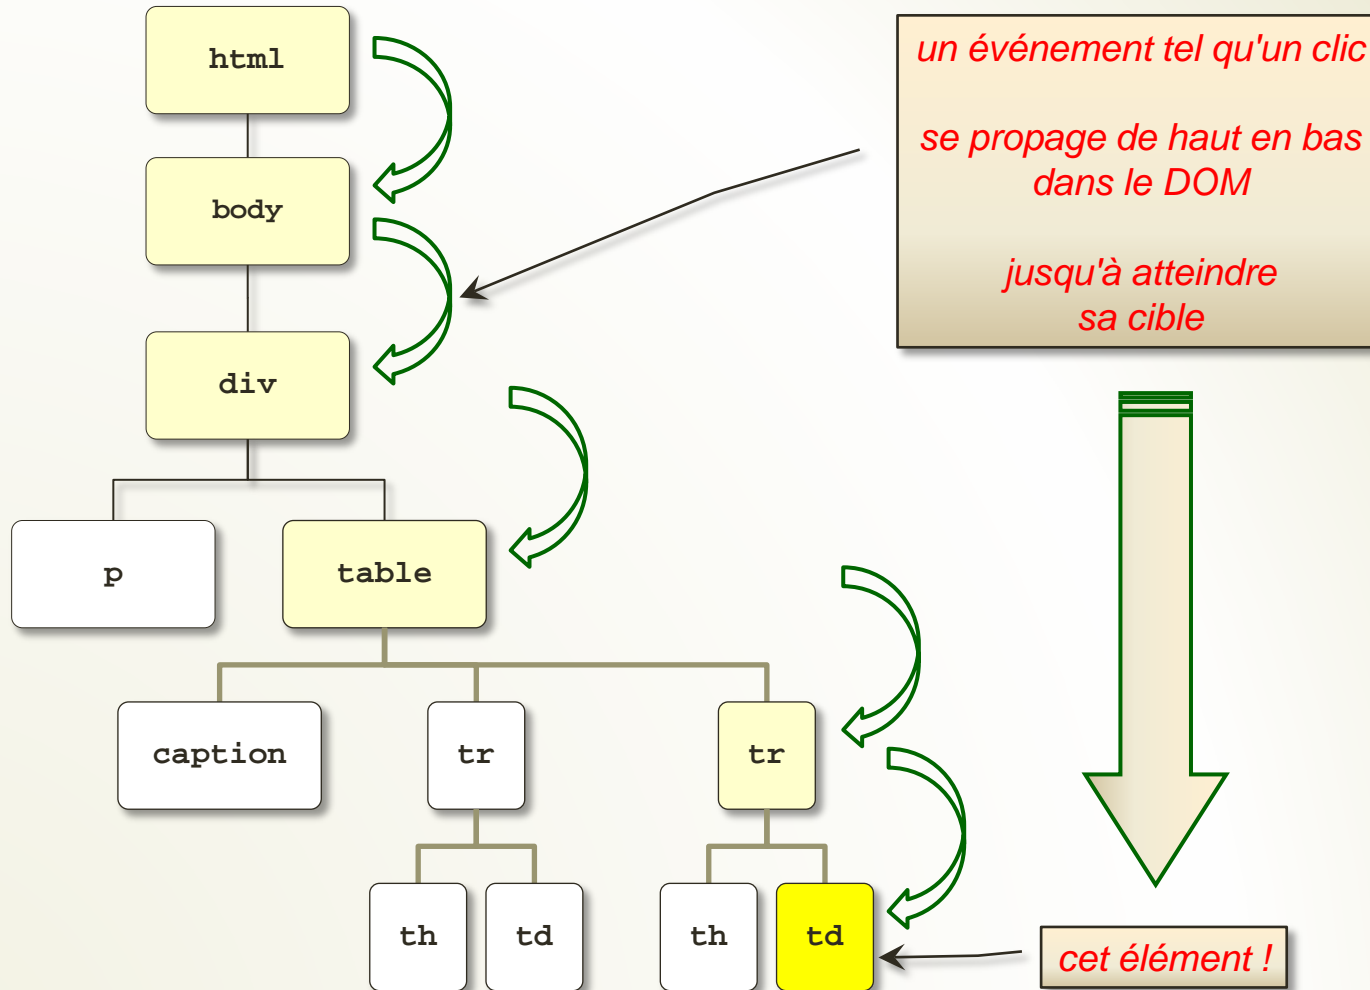 html
un événement tel qu'un clic
se propage de haut en bas
dans le DOM
jusqu'à atteindre
sa cible
body
div
p
table
caption
tr
tr
th
td
th
td
cet élément !